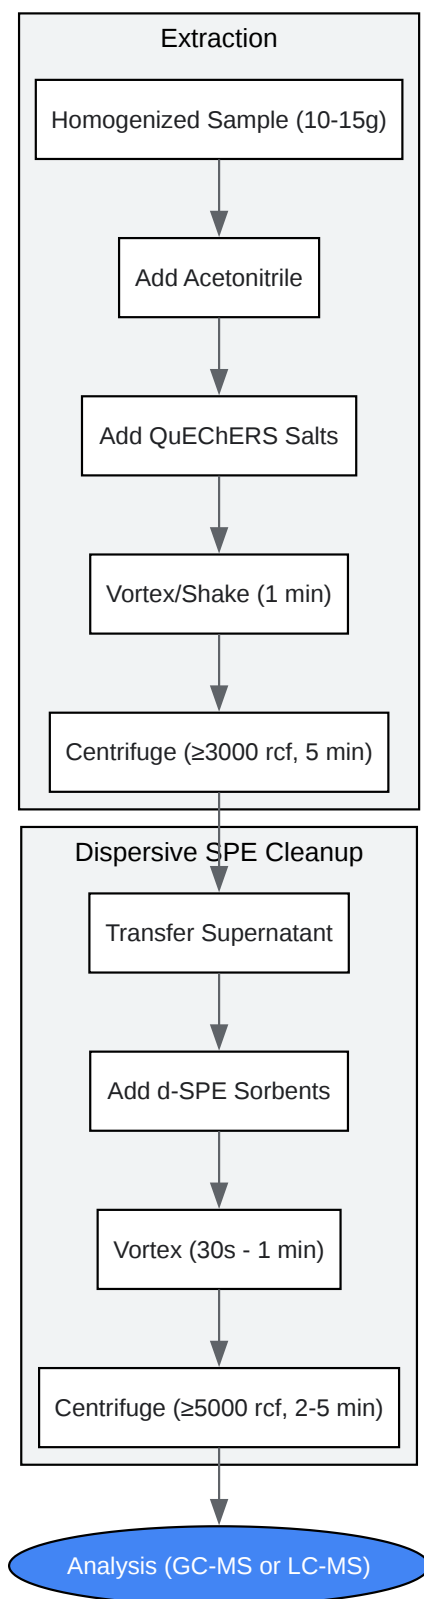 Extraction
Homogenized Sample (10-15g)
Add Acetonitrile
Add QuEChERS Salts
Vortex/Shake (1 min)
Centrifuge (≥3000 rcf, 5 min)
Dispersive SPE Cleanup
Transfer Supernatant
Add d-SPE Sorbents
Vortex (30s - 1 min)
Centrifuge (≥5000 rcf, 2-5 min)
Analysis (GC-MS or LC-MS)